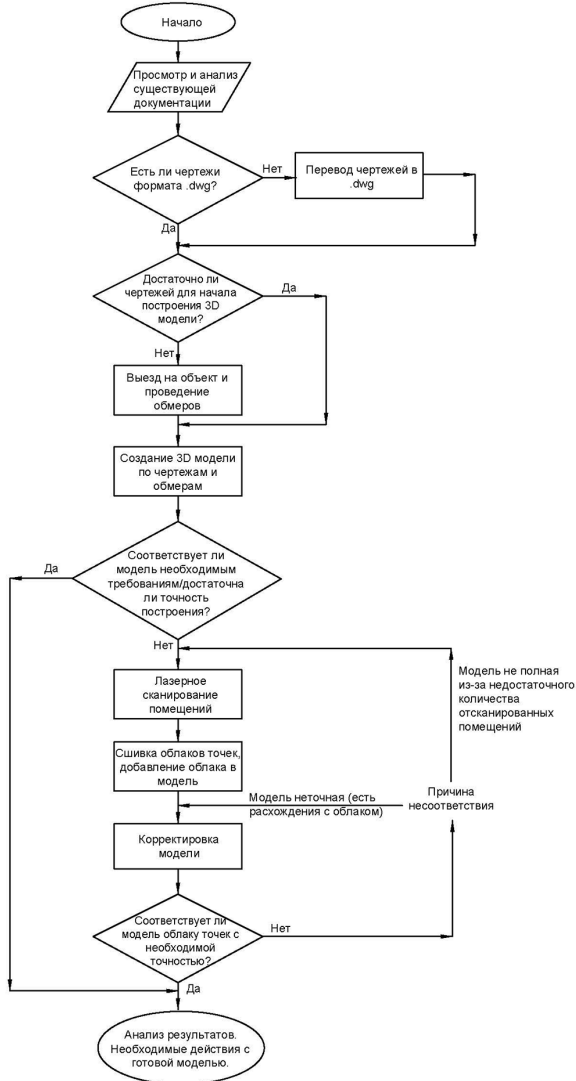 Начало
Просмотр и анализ
существующей
документации
Есть ли чертежи
формата .dwg?
Нет
Перевод чертежей в
.dwg
Да
Достаточно ли
чертежей для начала
построения 3D
модели?
Да
Нет
Выезд на объект и
проведение
обмеров
Создание 3D модели
по чертежам и
обмерам
Соответствует ли
модель необходимым
требованиям/достаточна
ли точность
построения?
Да
Нет
Модель не полная
из-за недостаточного
количества
отсканированных
помещений
Лазерное
сканирование
помещений
Сшивка облаков точек,
добавление облака в
модель
Модель неточная (есть
расхождения с облаком)
Причина
несоответствия
Корректировка
модели
Соответствует ли
модель облаку точек с
необходимой
точностью?
Нет
Да
Анализ результатов.
Необходимые действия с
готовой моделью.